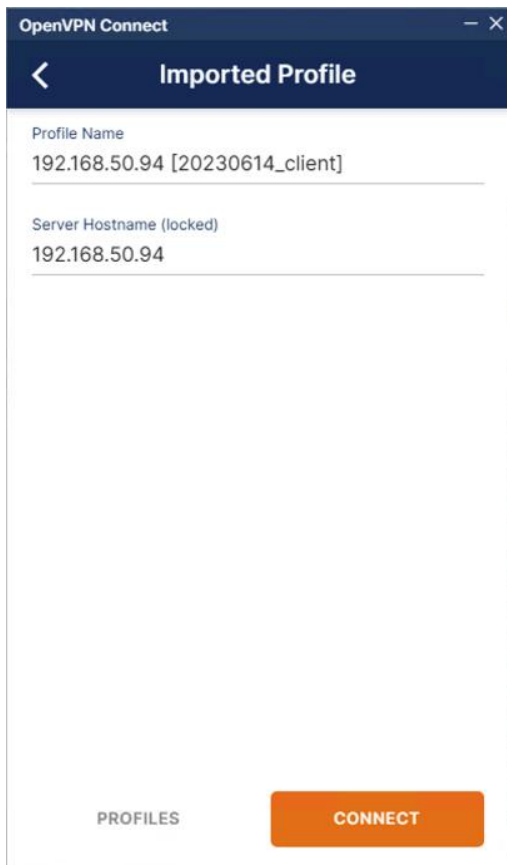 OpenVPN Connect
Imported Profile
Profile Name
192.168.50.94 [20230614_client]
Server Hostname (locked)
192.168.50.94
PROFILES
CONNECT